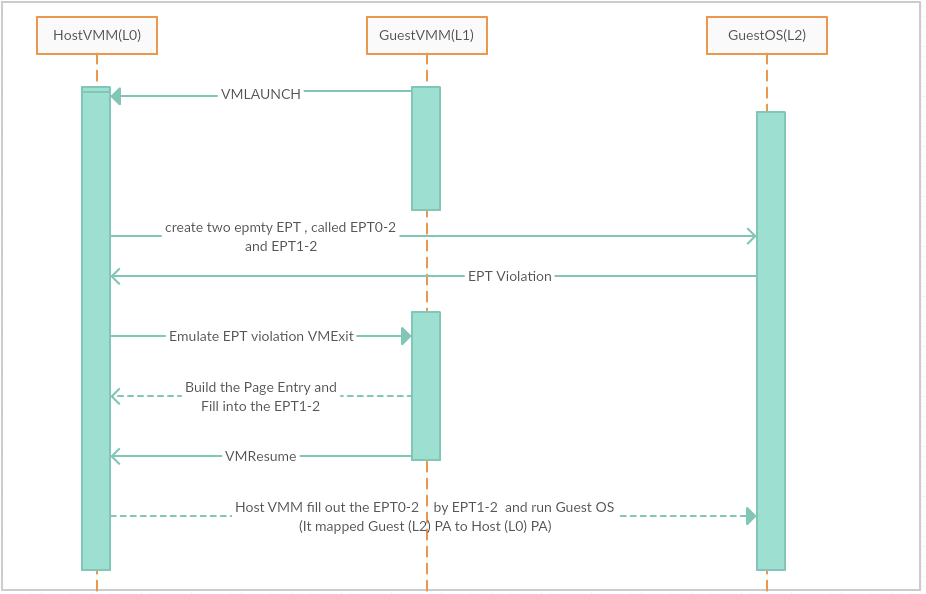 HostVMM(L0)
GuestVMM(L1)
GuestOS(L2)
VMLAUNCH
create two epmty EPT , called EPT0-2
and EPT1-2
EPT Violation
Emulate EPT violation VMExit
Build the Page Entry and
Fill into the EPT1-2
VMResume
Host VMM fill out the EPT0-2 by EPT1-2 and run Guest OS
(It mapped Guest (L2) PA to Host (L0) PA)